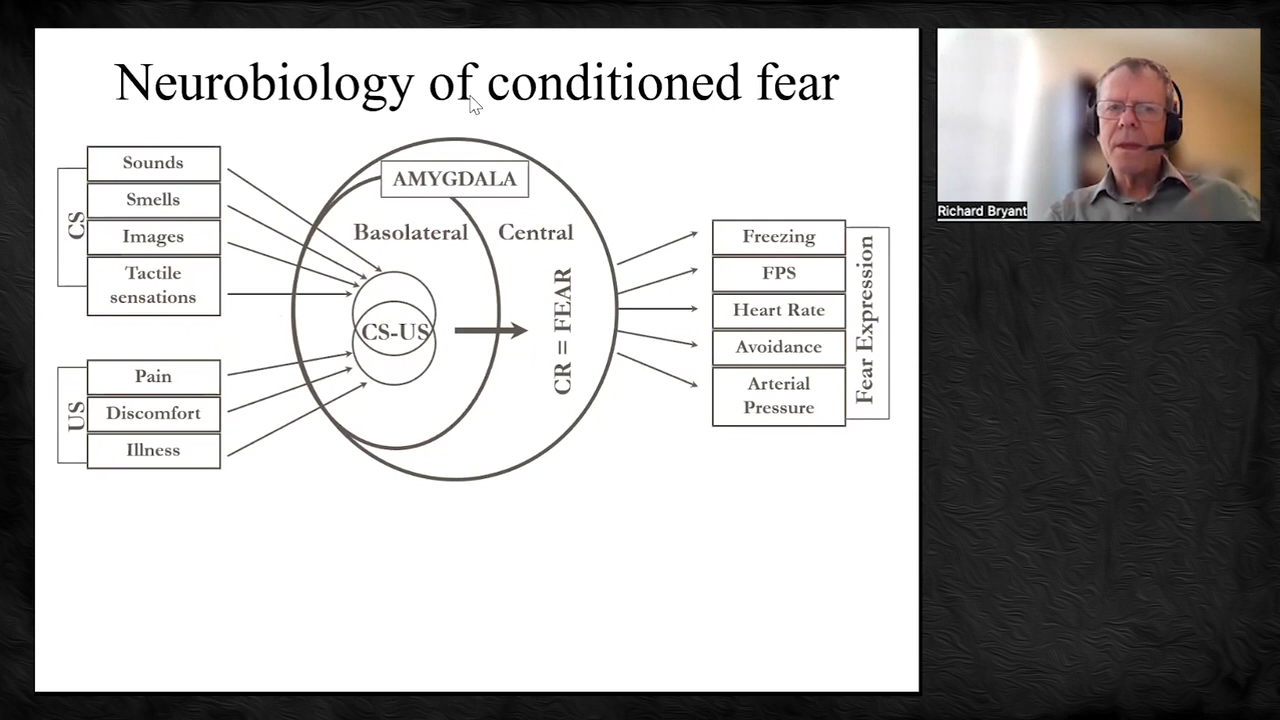 Neurobiology of conditioned fear
CS
Sounds
Smells
Images
Tactile
sensations
US
Pain
Discomfort
Illness
AMYGDALA
Basolateral
Central
CS-US
CR = FEAR
Freezing
FPS
Heart Rate
Avoidance
Arterial
Pressure
Fear Expression
Richard Bryant